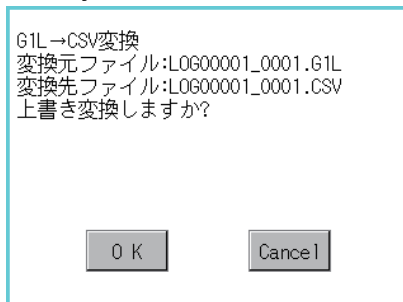 G1L→CSV変換
変換元ファイル:LOG00001_0001.G1L
変換先ファイル:LOG00001_0001.CSV
上書き変換しますか?
O K
Cancel